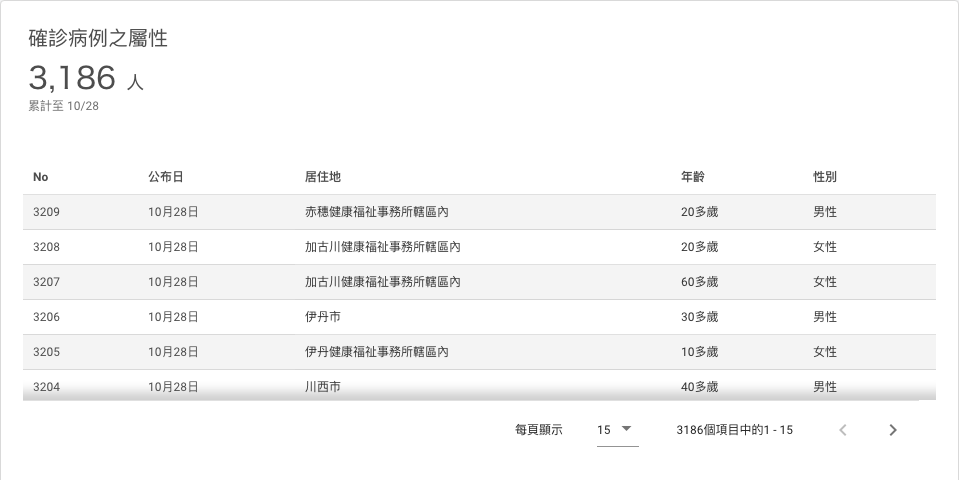 確診病例之屬性
3,186 人
累計至 10/28
No 公布日 居住地 年齡 性別
3209 10月28日 赤穗健康福祉事務所轄區內 20多歲 男性
3208 10月28日 加古川健康福祉事務所轄區內 20多歲 女性
3207 10月28日 加古川健康福祉事務所轄區內 60多歲 女性
3206 10月28日 伊丹市 30多歲 男性
3205 10月28日 伊丹健康福祉事務所轄區內 10多歲 女性
3204 10月28日 川西市 40多歲 男性
每頁顯示 15 3186個項目中的1 - 15